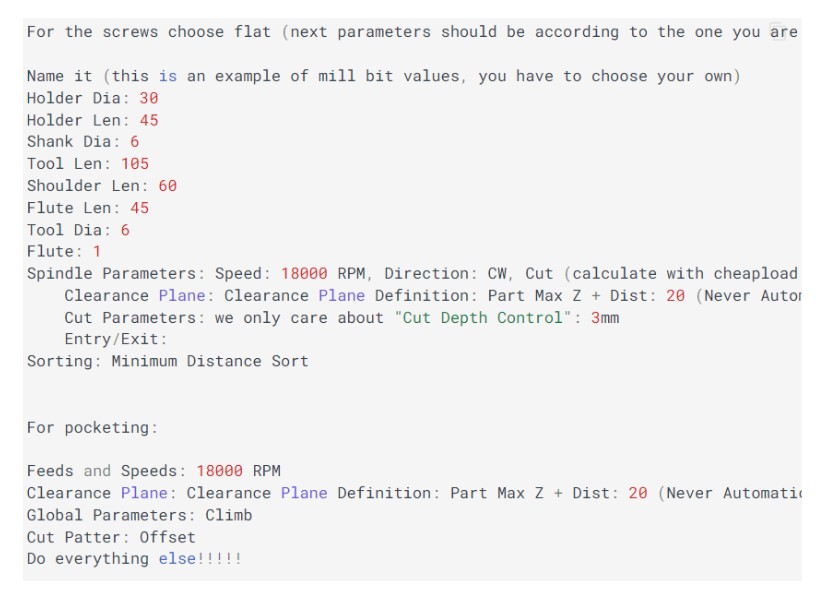 For the screws choose flat (next parameters should be according to the one you are
Name it (this is an example of mill bit values, you have to choose your own)
Holder Dia: 30
Holder Len: 45
Shank Dia: 6
Tool Len: 105
Shoulder Len: 60
Flute Len: 45
Tool Dia: 6
Flute: 1
Spindle Parameters: Speed: 18000 RPM, Direction: CW, Cut (calculate with cheapload
Clearance Plane: Clearance Plane Definition: Part Max Z + Dist: 20 (Never Autom
Cut Parameters: we only care about "Cut Depth Control": 3mm
Entry/Exit:
Sorting: Minimum Distance Sort
For pocketing:
Feeds and Speeds: 18000 RPM
Clearance Plane: Clearance Plane Definition: Part Max Z + Dist: 20 (Never Automatic
Global Parameters: Climb
Cut Patter: Offset
Do everything else!!!!!